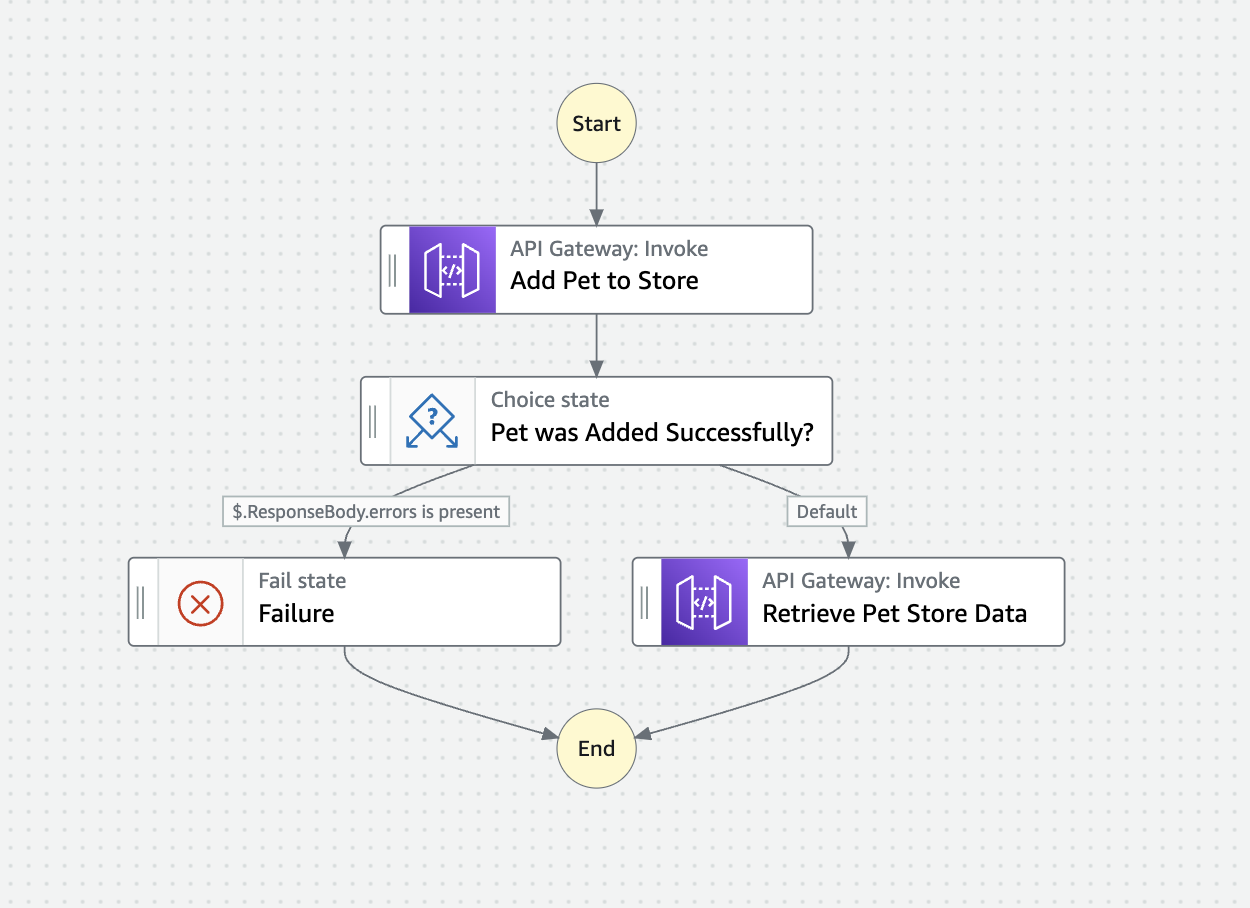 Start
API Gateway: Invoke
Add Pet to Store
</>
Choice state
Pet was Added Successfully?
?
$.ResponseBody.errors is present
Default
Fail state
Failure
API Gateway: Invoke
Retrieve Pet Store Data
</>
End